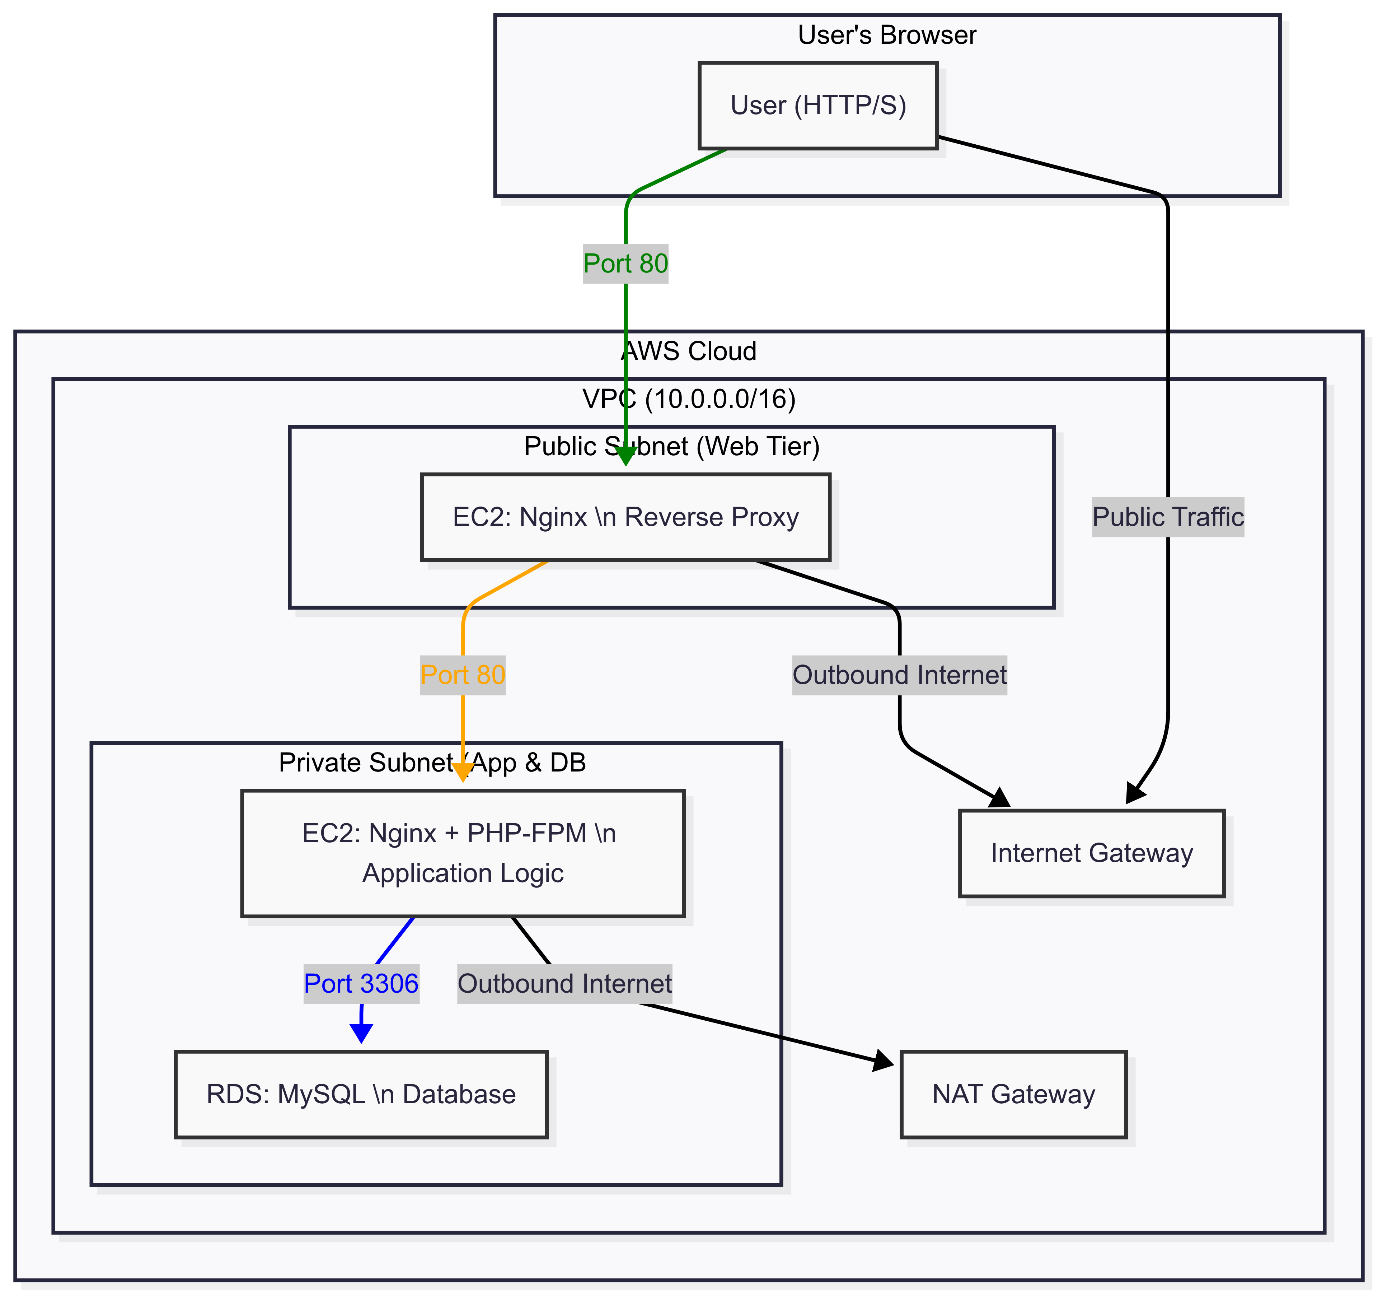 User's Browser
User (HTTP/S)
Port 80
AWS Cloud
VPC (10.0.0.0/16)
Public Subnet (Web Tier)
EC2: Nginx \n Reverse Proxy
Public Traffic
Port 80
Outbound Internet
Private Subnet (App & DB
EC2: Nginx + PHP-FPM \n
Application Logic
Internet Gateway
Port 3306
Outbound Internet
RDS: MySQL \n Database
NAT Gateway